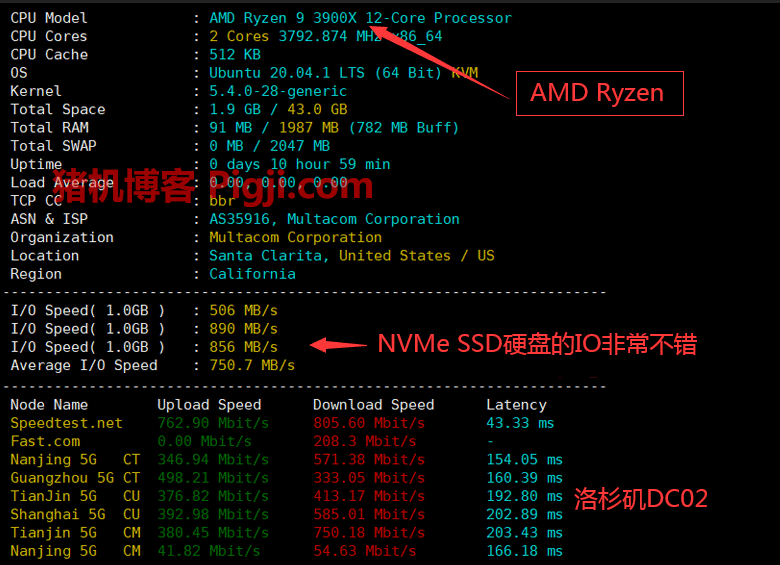 CPU Model : AMD Ryzen 9 3900X 12-Core Processor
CPU Cores : 2 Cores 3792.874 MHz x86_64
CPU Cache : 512 KB
OS : Ubuntu 20.04.1 LTS (64 Bit) KVM
AMD Ryzen
Kernel : 5.4.0-28-generic
Total Space : 1.9 GB / 43.0 GB
Total RAM : 91 MB / 1987 MB (782 MB Buff)
Total SWAP : 0 MB / 2047 MB
Uptime : 0 days 10 hour 59 min
Load Average : 0.00, 0.00, 0.00
猪机博客 Pigji.com
TCP CC : bbr
ASN & ISP : AS35916, Multacom Corporation
Organization : Multacom Corporation
Location : Santa Clarita, United States / US
Region : California
I/O Speed( 1.0GB ) : 506 MB/s
I/O Speed( 1.0GB ) : 890 MB/s
I/O Speed( 1.0GB ) : 856 MB/s
NVMe SSD硬盘的IO非常不错
Average I/O Speed : 750.7 MB/s
Node Name Upload Speed Download Speed Latency
Speedtest.net 762.90 Mbit/s 805.60 Mbit/s 43.33 ms
Fast.com 0.00 Mbit/s 208.3 Mbit/s -
Nanjing 5G CT 346.94 Mbit/s 571.38 Mbit/s 154.05 ms
Guangzhou 5G CT 498.21 Mbit/s 333.05 Mbit/s 160.39 ms
TianJin 5G CU 376.82 Mbit/s 413.17 Mbit/s 192.80 ms
洛杉矶DC02
Shanghai 5G CU 392.98 Mbit/s 585.01 Mbit/s 202.89 ms
Tianjin 5G CM 380.45 Mbit/s 750.18 Mbit/s 203.43 ms
Nanjing 5G CM 41.82 Mbit/s 54.63 Mbit/s 166.18 ms